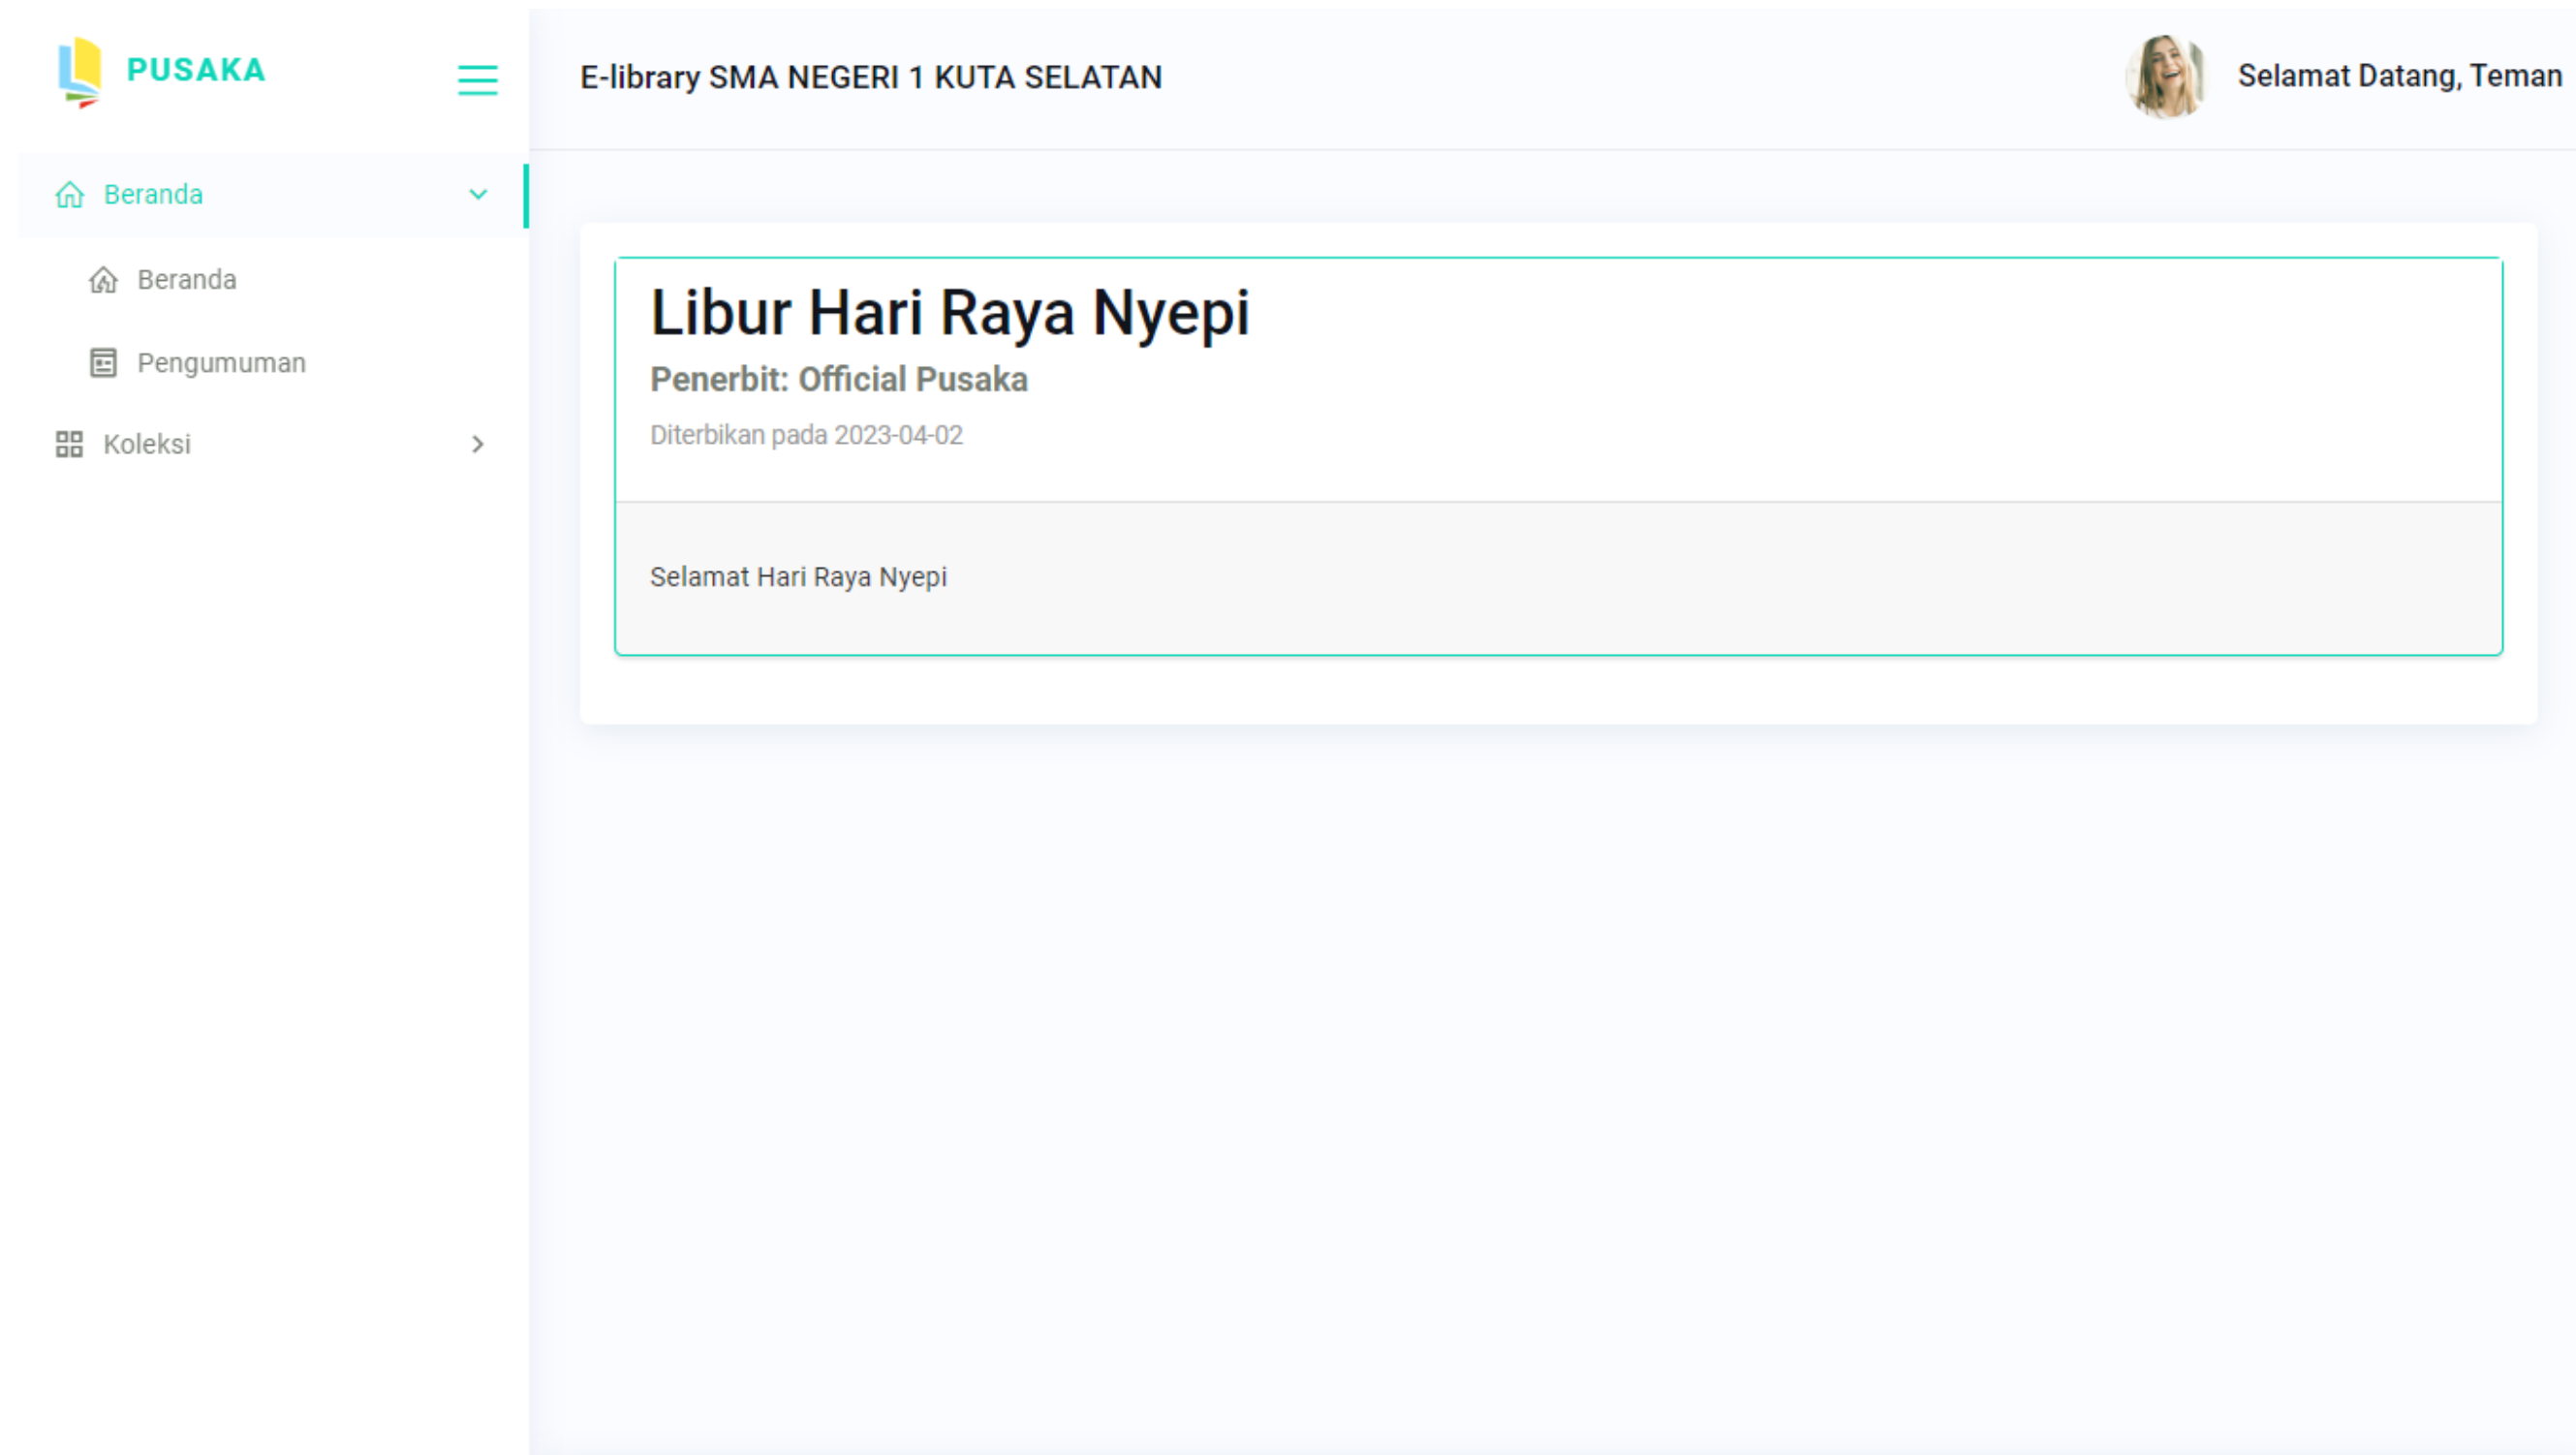 PUSAKA
E-library SMA NEGERI 1 KUTA SELATAN
Selamat Datang, Teman
Beranda
Beranda
Pengumuman
Koleksi
Libur Hari Raya Nyepi
Penerbit: Official Pusaka
Diterbikan pada 2023-04-02
Selamat Hari Raya Nyepi